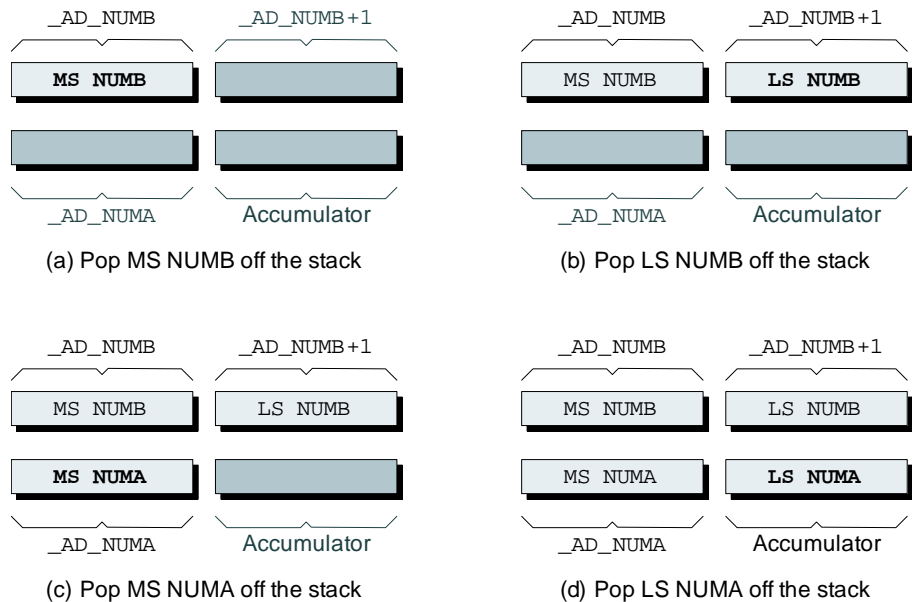 _AD_NUMB _AD_NUMB+1
MS NUMB
_AD_NUMA Accumulator
(a) Pop MS NUMB off the stack
_AD_NUMB _AD_NUMB+1
MS NUMB LS NUMB
_AD_NUMA Accumulator
(b) Pop LS NUMB off the stack
_AD_NUMB _AD_NUMB+1
MS NUMB LS NUMB
MS NUMA
_AD_NUMA Accumulator
(c) Pop MS NUMA off the stack
_AD_NUMB _AD_NUMB+1
MS NUMB LS NUMB
MS NUMA LS NUMA
_AD_NUMA Accumulator
(d) Pop LS NUMA off the stack